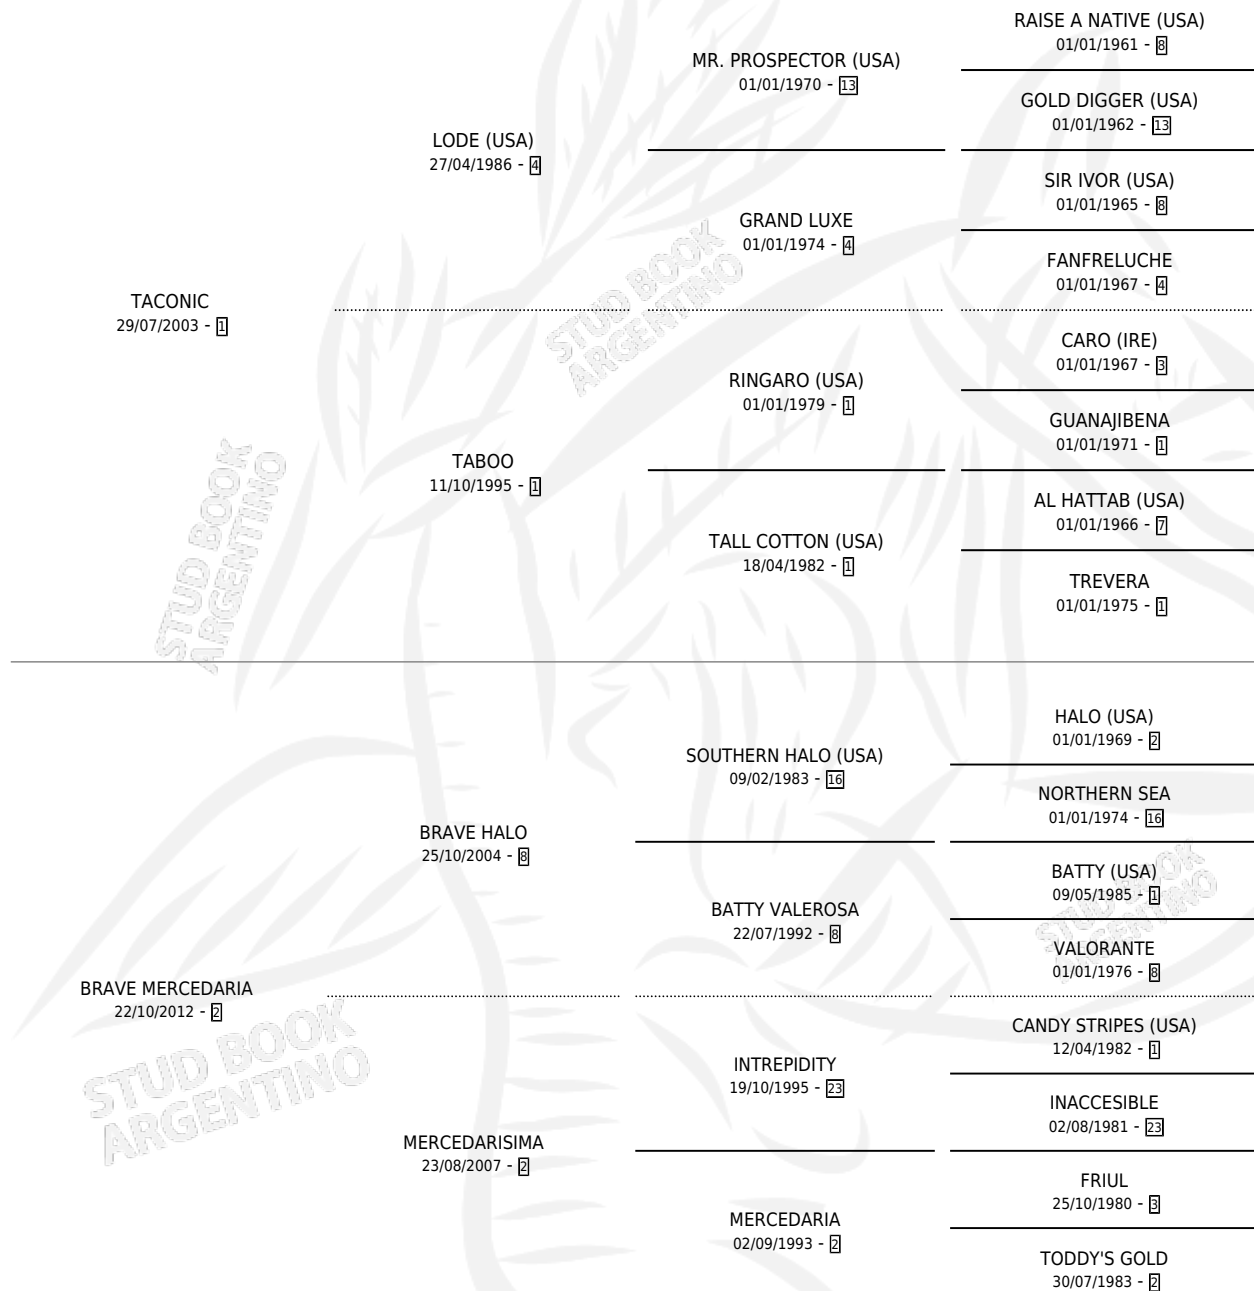 RAISE A NATIVE (USA)
01/01/1961 - 8
MR. PROSPECTOR (USA)
01/01/1970 - 13
GOLD DIGGER (USA)
01/01/1962 - 13
LODE (USA)
27/04/1986 - 4
SIR IVOR (USA)
01/01/1965 - 8
GRAND LUXE
01/01/1974 - 4
FANFRELUCHE
01/01/1967 - 4
TACONIC
29/07/2003 - 1
CARO (IRE)
01/01/1967 - 3
RINGARO (USA)
01/01/1979 - 1
GUANAJIBENA
01/01/1971 - 1
TABOO
11/10/1995 - 1
AL HATTAB (USA)
01/01/1966 - 7
TALL COTTON (USA)
18/04/1982 - 1
TREVERA
01/01/1975 - 1
STUD BOOK
ARGENTINO
STUD BOOK
ARGENTINO
HALO (USA)
01/01/1969 - 2
SOUTHERN HALO (USA)
09/02/1983 - 16
NORTHERN SEA
01/01/1974 - 16
BRAVE HALO
25/10/2004 - 8
BATTY (USA)
09/05/1985 - 1
BATTY VALEROSA
22/07/1992 - 8
VALORANTE
01/01/1976 - 8
BRAVE MERCEDARIA
22/10/2012 - 2
CANDY STRIPES (USA)
12/04/1982 - 1
INTREPIDITY
19/10/1995 - 23
INACCESIBLE
02/08/1981 - 23
MERCEDARISIMA
23/08/2007 - 2
FRIUL
25/10/1980 - 3
MERCEDARIA
02/09/1993 - 2
TODDY'S GOLD
30/07/1983 - 2
STUD BOOK
ARGENTINO
STUD BOOK
ARGENTINO